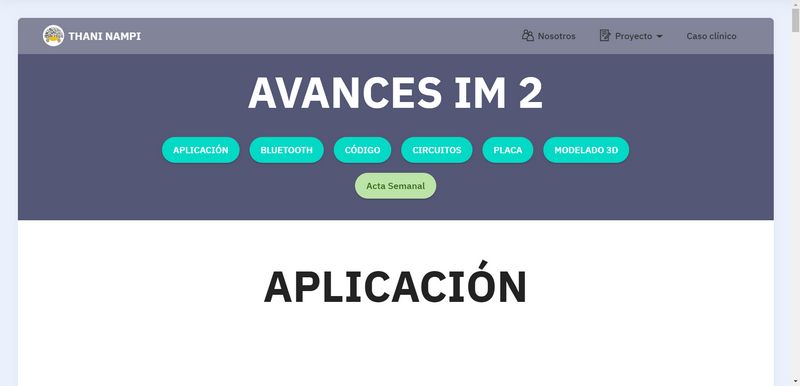 THANI NAMPI
Nosotros
Proyecto
Caso clínico
AVANCES IM 2
APLICACIÓN
BLUETOOTH
CÓDIGO
CIRCUITOS
PLACA
MODELADO 3D
Acta Semanal
APLICACIÓN